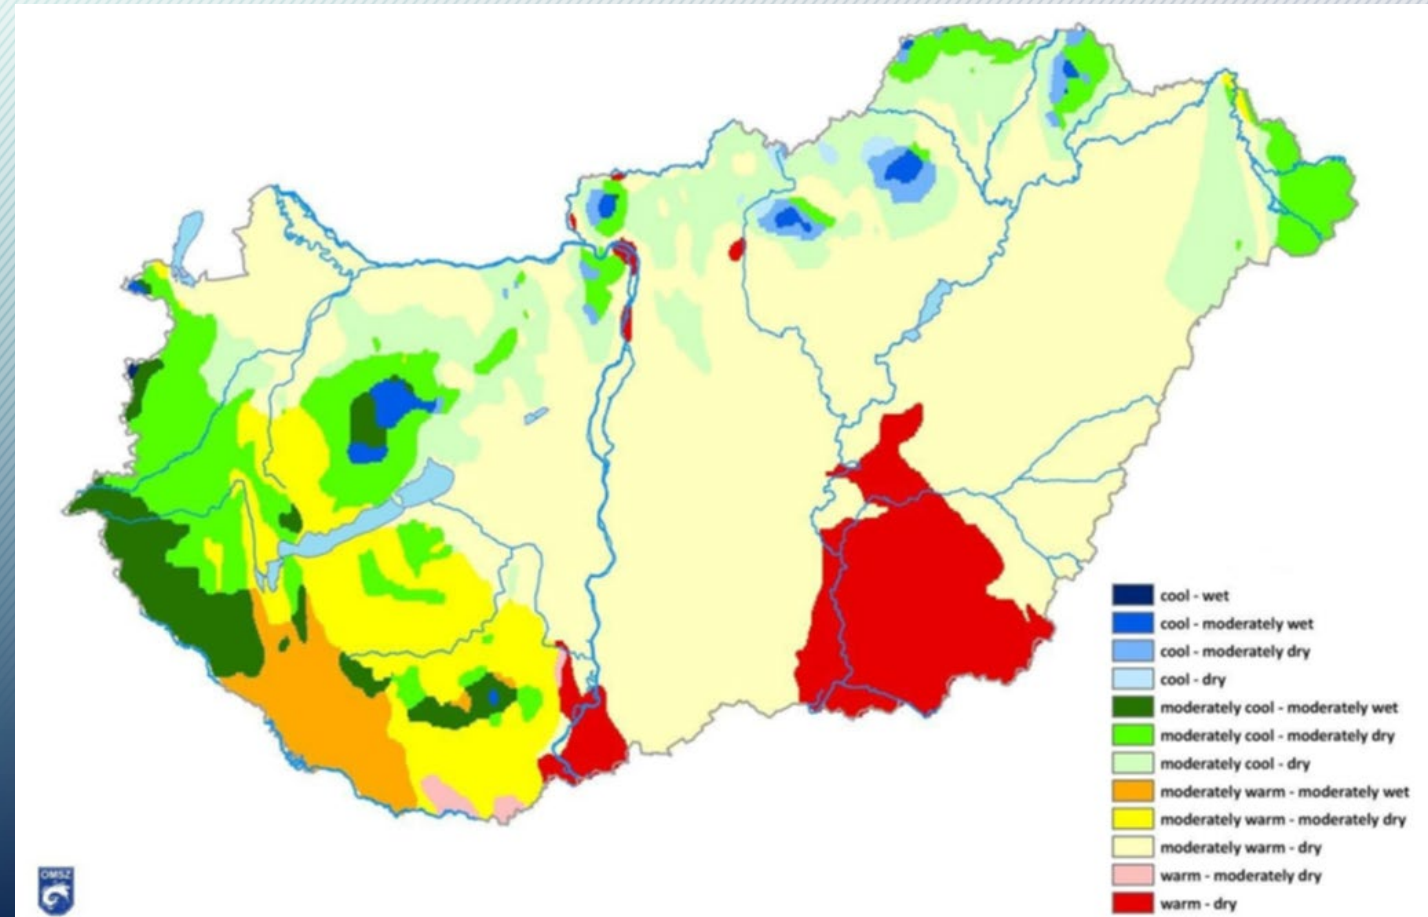 cool - wet
cool - moderately wet
cool - moderately dry
cool - dry
moderately cool - moderately wet
moderately cool - moderately dry
moderately cool - dry
moderately warm - moderately wet
moderately warm - moderately dry
moderately warm - dry
warm - moderately dry
warm - dry
OMSZ